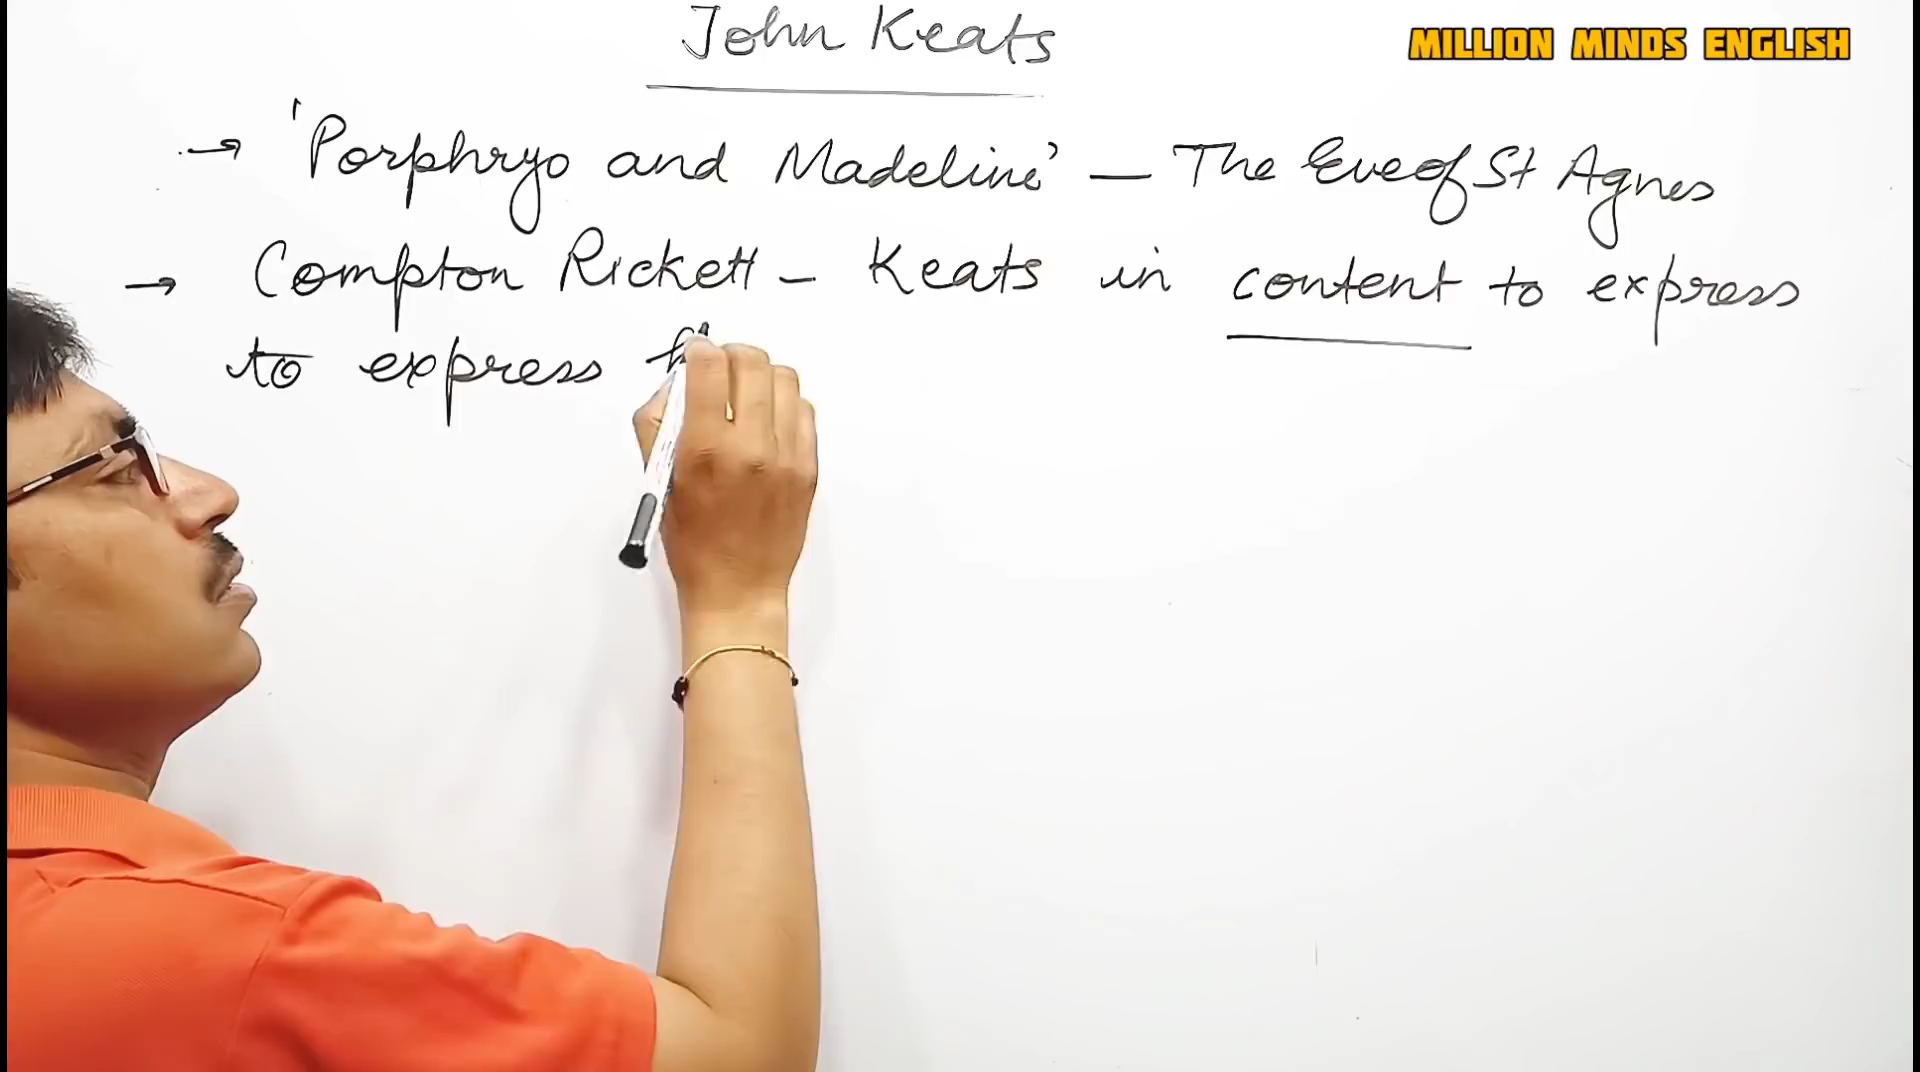 John Keats
MILLION MINDS ENGLISH
→ 'Porphryo and Madeline' — The Eve of St Agnes
→ Compton Rickett - Keats in content to express
to express